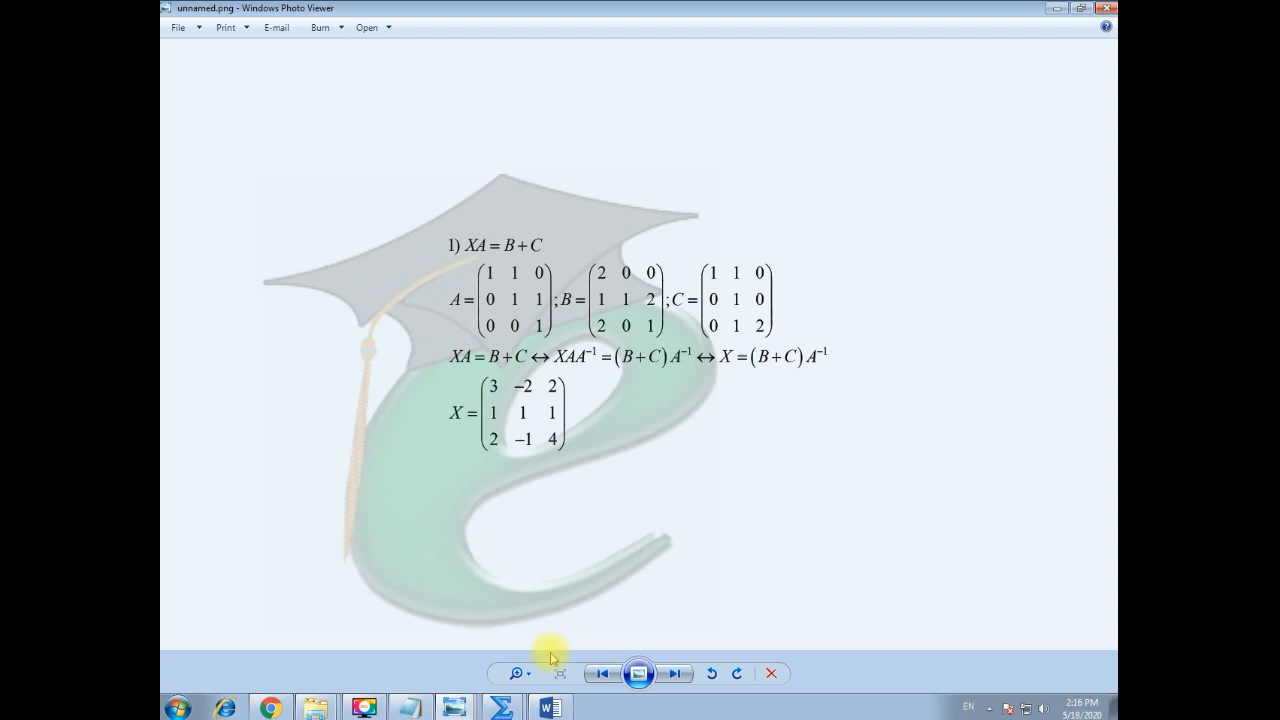 unnamed.png - Windows Photo Viewer
File Print E-mail Burn Open
1) XA = B + C
A = (1 1 0; B = (2 0 0; C = (1 1 0
0 1 1 1 1 2 0 1 0
0 0 1) 2 0 1) 0 1 2)
XA = B + C ↔ XAA⁻¹ = (B + C) A⁻¹ ↔ X = (B + C) A⁻¹
X = (3 −2 2
1 1 1
2 −1 4)
EN
2:16 PM
5/18/2020